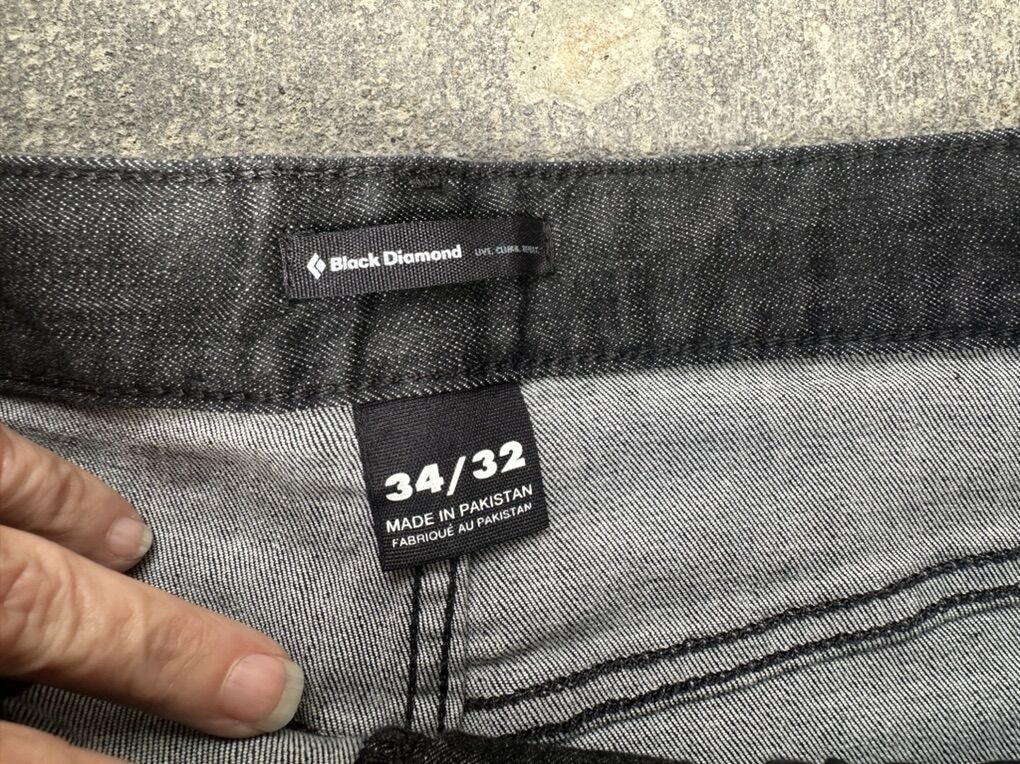 Black Diamond LIVE. CLIMB. REPEAT.
34/32
MADE IN PAKISTAN
FABRIQUÉ AU PAKISTAN